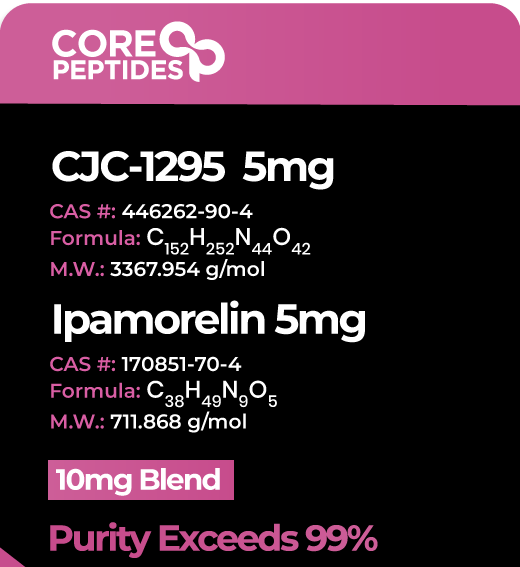 CORE
PEPTIDES
CJC-1295 5mg
CAS #: 446262-90-4
Formula: C152H252N44O42
M.W.: 3367.954 g/mol
Ipamorelin 5mg
CAS #: 170851-70-4
Formula: C38H49N9O5
M.W.: 711.868 g/mol
10mg Blend
Purity Exceeds 99%